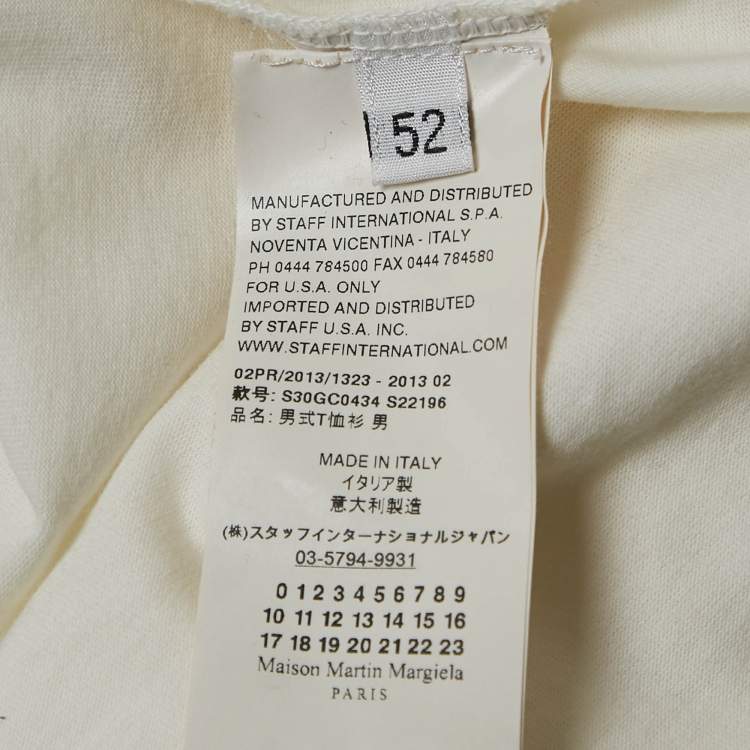 52
MANUFACTURED AND DISTRIBUTED
BY STAFF INTERNATIONAL S.P.A.
NOVENTA VICENTINA - ITALY
PH 0444 784500 FAX 0444 784580
FOR U.S.A. ONLY
IMPORTED AND DISTRIBUTED
BY STAFF U.S.A. INC.
WWW.STAFFINTERNATIONAL.COM
02PR/2013/1323 - 2013 02
款号: S30GC0434 S22196
品名: 男式T恤衫 男
MADE IN ITALY
イタリア製
意大利製造
(株)スタッフインターナショナルジャパン
03-5794-9931
0 1 2 3 4 5 6 7 8 9
10 11 12 13 14 15 16
17 18 19 20 21 22 23
Maison Martin Margiela
PARIS